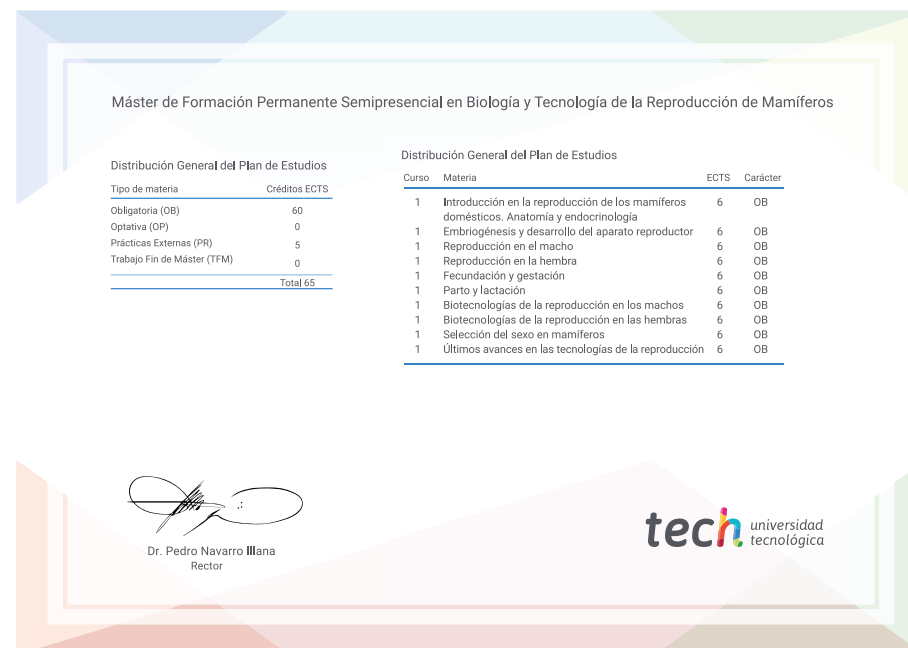 Máster de Formación Permanente Semipresencial en Biología y Tecnología de la Reproducción de Mamíferos
Distribución General del Plan de Estudios
Tipo de materia Créditos ECTS
Obligatoria (OB) 60
Optativa (OP) 0
Prácticas Externas (PR) 5
Trabajo Fin de Máster (TFM) 0
Total 65
Distribución General del Plan de Estudios
Curso Materia ECTS Carácter
1 Introducción en la reproducción de los mamíferos 6 OB
domésticos. Anatomía y endocrinología
1 Embriogénesis y desarrollo del aparato reproductor 6 OB
1 Reproducción en el macho 6 OB
1 Reproducción en la hembra 6 OB
1 Fecundación y gestación 6 OB
1 Parto y lactación 6 OB
1 Biotecnologías de la reproducción en los machos 6 OB
1 Biotecnologías de la reproducción en las hembras 6 OB
1 Selección del sexo en mamíferos 6 OB
1 Últimos avances en las tecnologías de la reproducción 6 OB
Dr. Pedro Navarro Illana
Rector
tech universidad
tecnológica